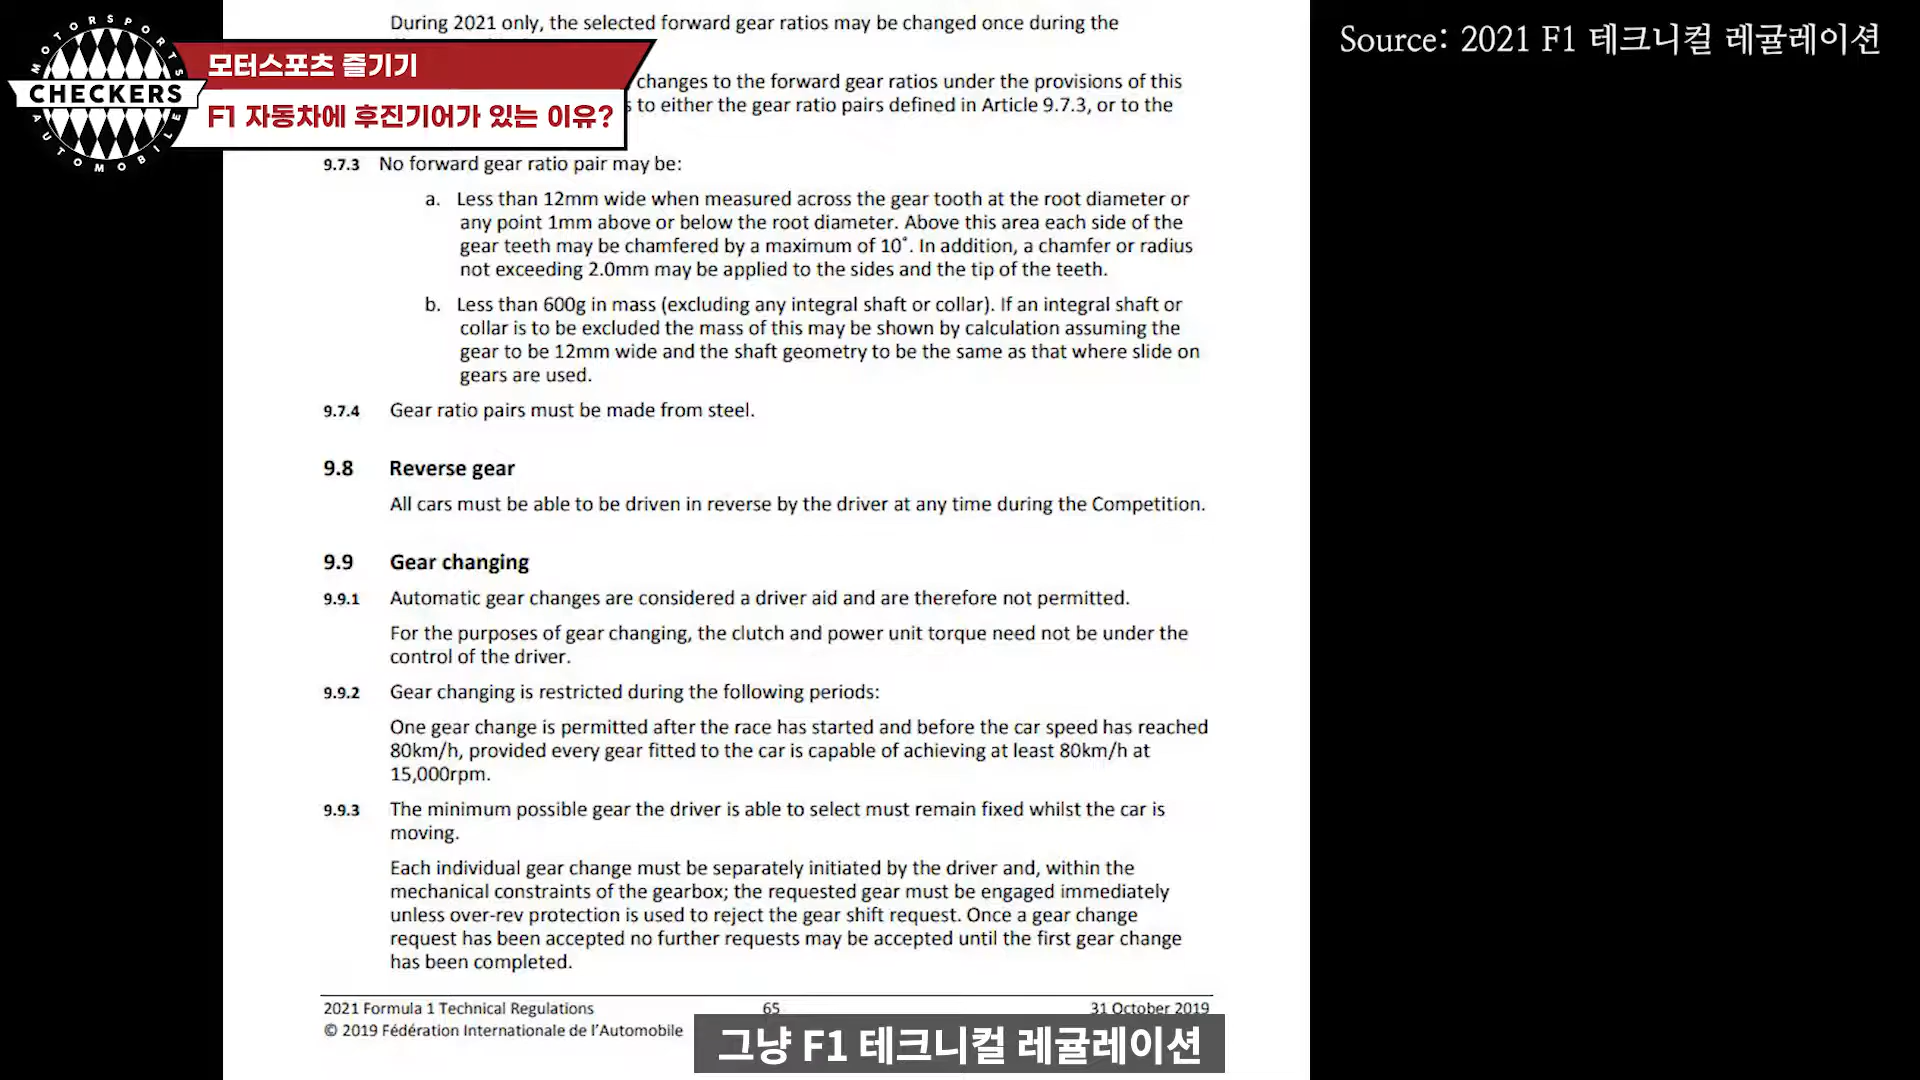 MOTORSPORTS
CHECKERS
AUTOMOBILE
모터스포츠 즐기기
F1 자동차에 후진기어가 있는 이유?
Source: 2021 F1 테크니컬 레귤레이션
During 2021 only, the selected forward gear ratios may be changed once during the
changes to the forward gear ratios under the provisions of this
to either the gear ratio pairs defined in Article 9.7.3, or to the
9.7.3 No forward gear ratio pair may be:
a. Less than 12mm wide when measured across the gear tooth at the root diameter or
any point 1mm above or below the root diameter. Above this area each side of the
gear teeth may be chamfered by a maximum of 10°. In addition, a chamfer or radius
not exceeding 2.0mm may be applied to the sides and the tip of the teeth.
b. Less than 600g in mass (excluding any integral shaft or collar). If an integral shaft or
collar is to be excluded the mass of this may be shown by calculation assuming the
gear to be 12mm wide and the shaft geometry to be the same as that where slide on
gears are used.
9.7.4 Gear ratio pairs must be made from steel.
9.8 Reverse gear
All cars must be able to be driven in reverse by the driver at any time during the Competition.
9.9 Gear changing
9.9.1 Automatic gear changes are considered a driver aid and are therefore not permitted.
For the purposes of gear changing, the clutch and power unit torque need not be under the
control of the driver.
9.9.2 Gear changing is restricted during the following periods:
One gear change is permitted after the race has started and before the car speed has reached
80km/h, provided every gear fitted to the car is capable of achieving at least 80km/h at
15,000rpm.
9.9.3 The minimum possible gear the driver is able to select must remain fixed whilst the car is
moving.
Each individual gear change must be separately initiated by the driver and, within the
mechanical constraints of the gearbox; the requested gear must be engaged immediately
unless over-rev protection is used to reject the gear shift request. Once a gear change
request has been accepted no further requests may be accepted until the first gear change
has been completed.
2021 Formula 1 Technical Regulations 65 31 October 2019
© 2019 Fédération Internationale de l'Automobile
그냥 F1 테크니컬 레귤레이션